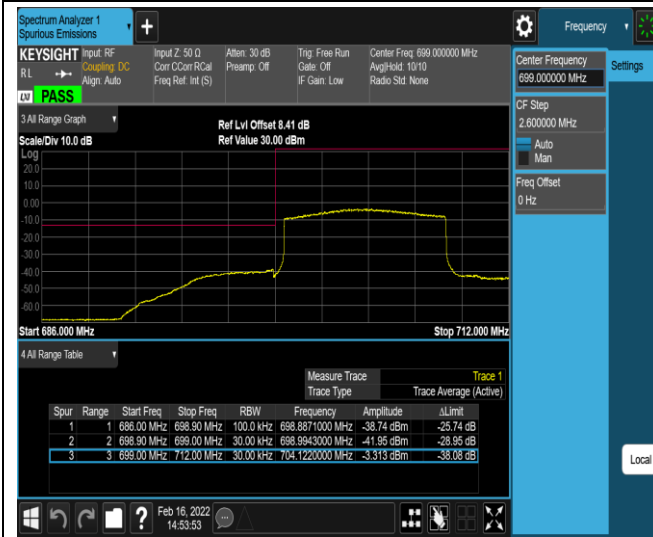 Spectrum Analyzer 1
Spurious Emissions
Frequency
KEYSIGHT
RL
Input: RF
Coupling: DC
Align: Auto
Input Z: 50 Ω
Corr CCorr RCal
Freq Ref: Int (S)
Atten: 30 dB
Preamp: Off
Trig: Free Run
Gate: Off
IF Gain: Low
Center Freq: 699.000000 MHz
Avg|Hold: 10/10
Radio Std: None
PASS
Center Frequency
699.000000 MHz
Settings
CF Step
2.600000 MHz
Auto
Man
Freq Offset
0 Hz
3 All Range Graph
Scale/Div 10.0 dB
Ref Lvl Offset 8.41 dB
Ref Value 30.00 dBm
Log
20.0
10.0
0.00
-10.0
-20.0
-30.0
-40.0
-50.0
-60.0
Start 686.000 MHz
Stop 712.000 MHz
4 All Range Table
Measure Trace Trace 1
Trace Type Trace Average (Active)
Spur Range Start Freq Stop Freq RBW Frequency Amplitude ΔLimit
1 1 686.00 MHz 698.90 MHz 100.0 kHz 698.8871000 MHz -38.74 dBm -25.74 dB
2 2 698.90 MHz 699.00 MHz 30.00 kHz 698.9943000 MHz -41.95 dBm -28.95 dB
3 3 699.00 MHz 712.00 MHz 30.00 kHz 704.1220000 MHz -3.313 dBm -38.08 dB
Local
?
Feb 16, 2022
14:53:53